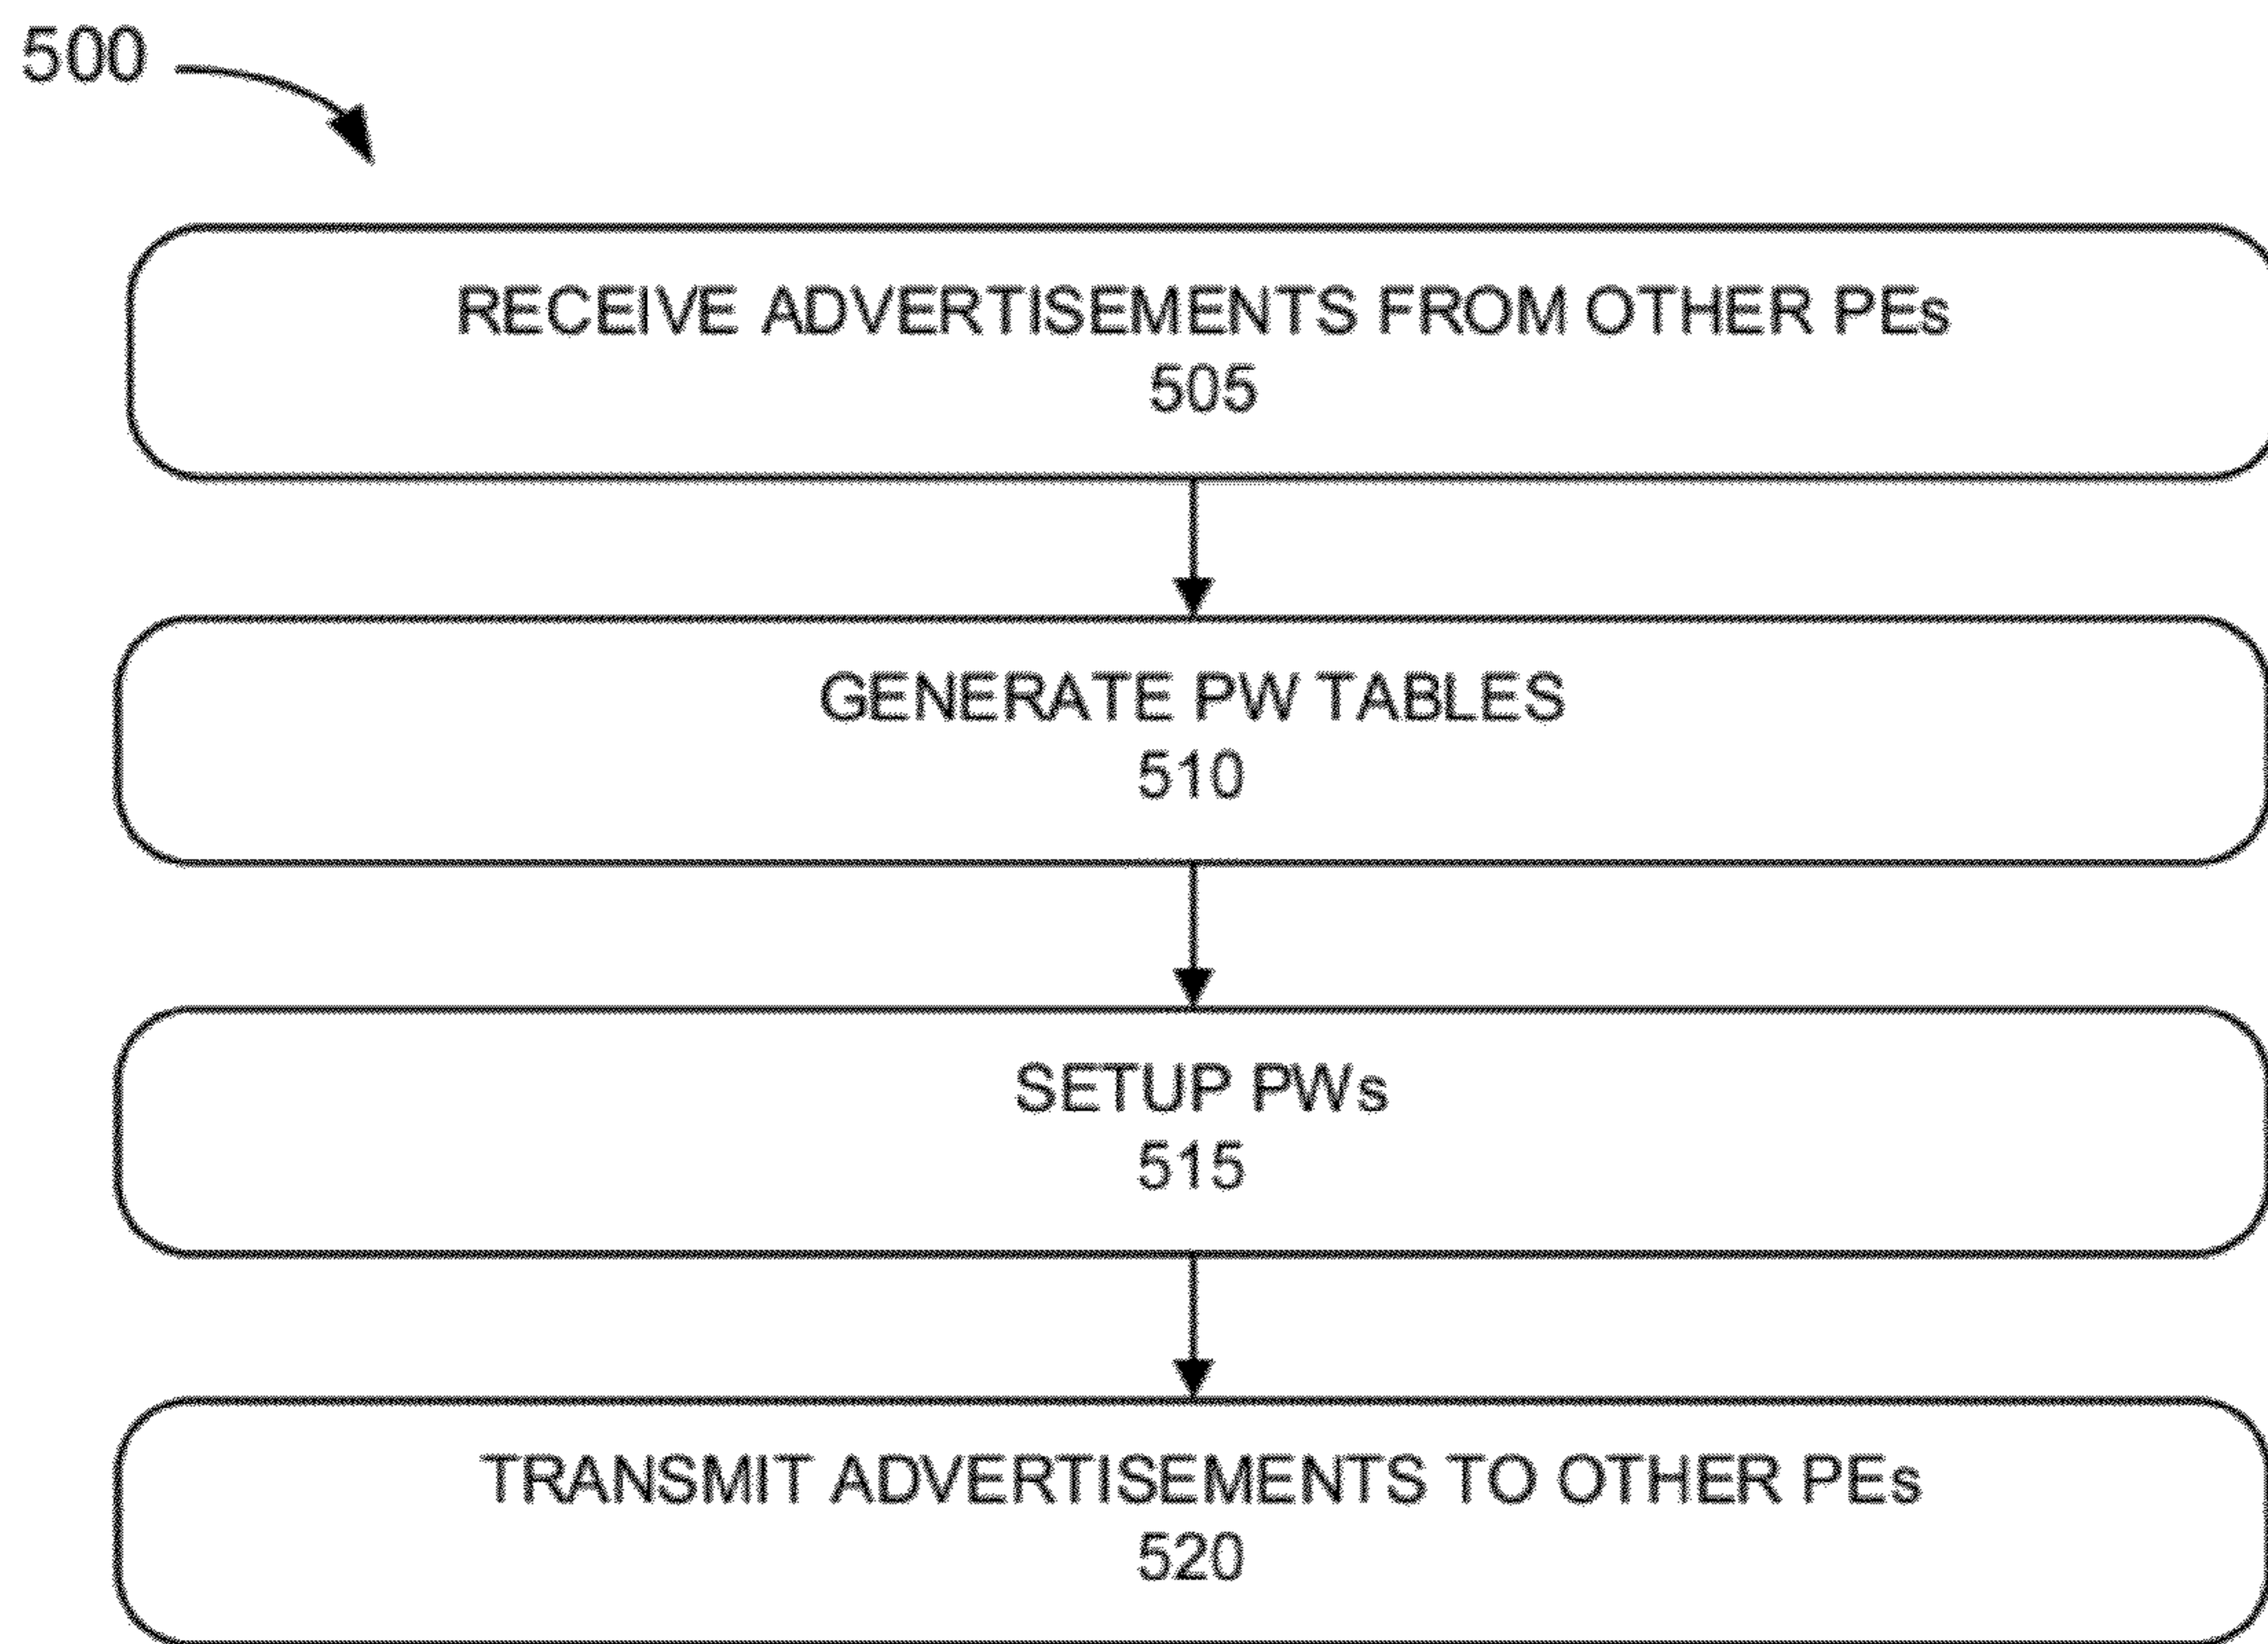 500
RECEIVE ADVERTISEMENTS FROM OTHER PEs
505
GENERATE PW TABLES
510
SETUP PWs
515
TRANSMIT ADVERTISEMENTS TO OTHER PEs
520